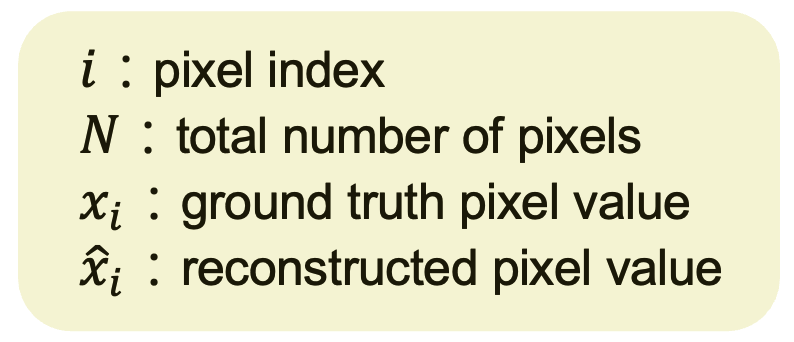 i : pixel index
N : total number of pixels
xᵢ : ground truth pixel value
x̂ᵢ : reconstructed pixel value